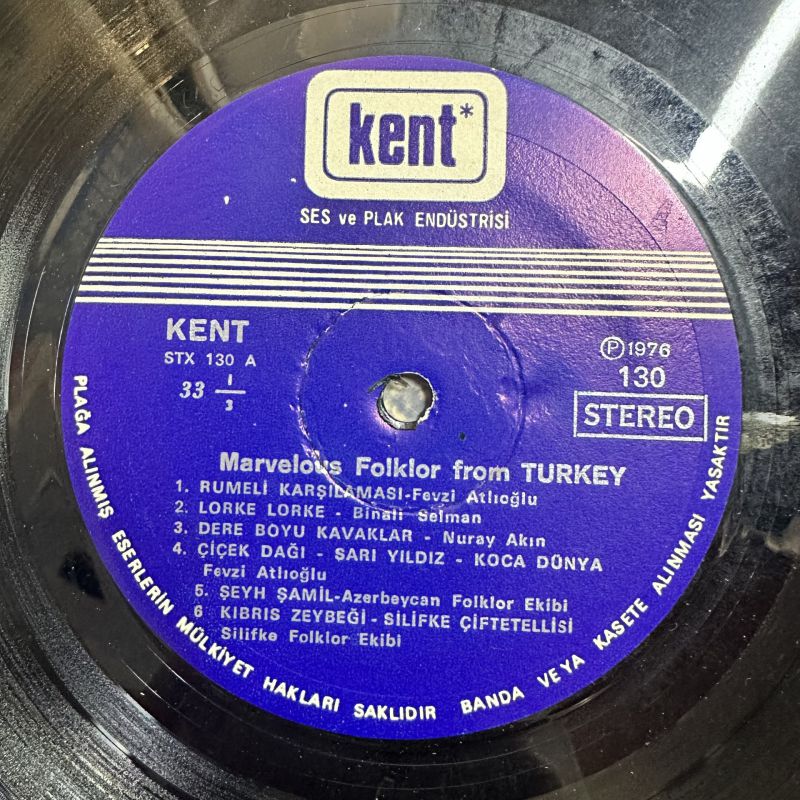 kent*
SES ve PLAK ENDÜSTRİSİ
KENT
STX 130 A
33 1/3
Ⓟ1976
130
STEREO
Marvelous Folklor from TURKEY
1. RUMELİ KARŞILAMASI-Fevzi Atlıoğlu
2. LORKE LORKE - Binali Selman
3. DERE BOYU KAVAKLAR - Nuray Akın
4. ÇİÇEK DAĞI - SARI YILDIZ - KOCA DÜNYA
Fevzi Atlıoğlu
5. ŞEYH ŞAMİL-Azerbeycan Folklor Ekibi
6 KIBRIS ZEYBEĞİ - SİLİFKE ÇİFTETELLİSİ
Silifke Folklor Ekibi
PLAĞA ALINMIŞ ESERLERİN MÜLKİYET HAKLARI SAKLIDIR BANDA VEYA KASETE ALINMASI YASAKTIR